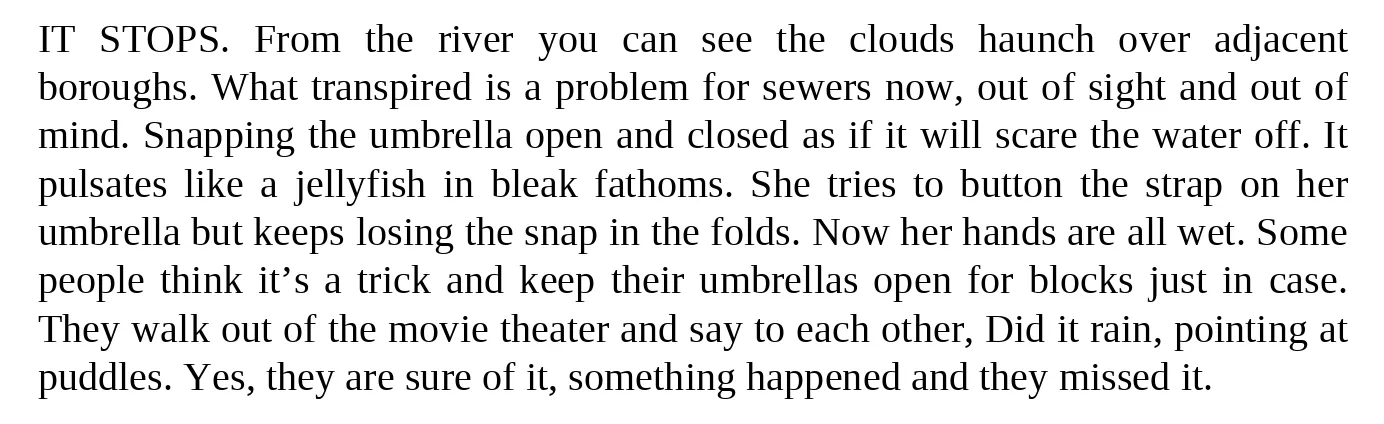 IT STOPS. From the river you can see the clouds haunch over adjacent
boroughs. What transpired is a problem for sewers now, out of sight and out of
mind. Snapping the umbrella open and closed as if it will scare the water off. It
pulsates like a jellyfish in bleak fathoms. She tries to button the strap on her
umbrella but keeps losing the snap in the folds. Now her hands are all wet. Some
people think it’s a trick and keep their umbrellas open for blocks just in case.
They walk out of the movie theater and say to each other, Did it rain, pointing at
puddles. Yes, they are sure of it, something happened and they missed it.